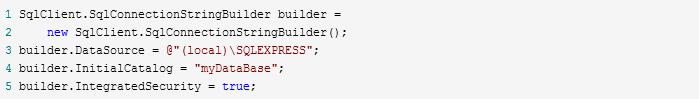 1 SqlClient.SqlConnectionStringBuilder builder =
2     new SqlClient.SqlConnectionStringBuilder();
3 builder.DataSource = @"(local)\SQLEXPRESS";
4 builder.InitialCatalog = "myDataBase";
5 builder.IntegratedSecurity = true;